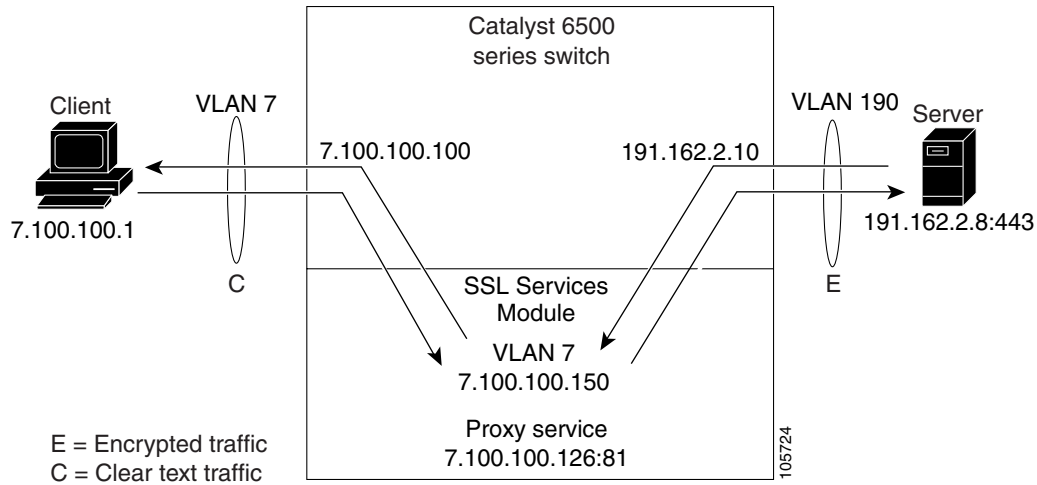 Catalyst 6500
series switch
Client
VLAN 7
VLAN 190
Server
7.100.100.100
191.162.2.10
7.100.100.1
191.162.2.8:443
C
E
SSL Services
Module
VLAN 7
7.100.100.150
Proxy service
7.100.100.126:81
E = Encrypted traffic
C = Clear text traffic
105724